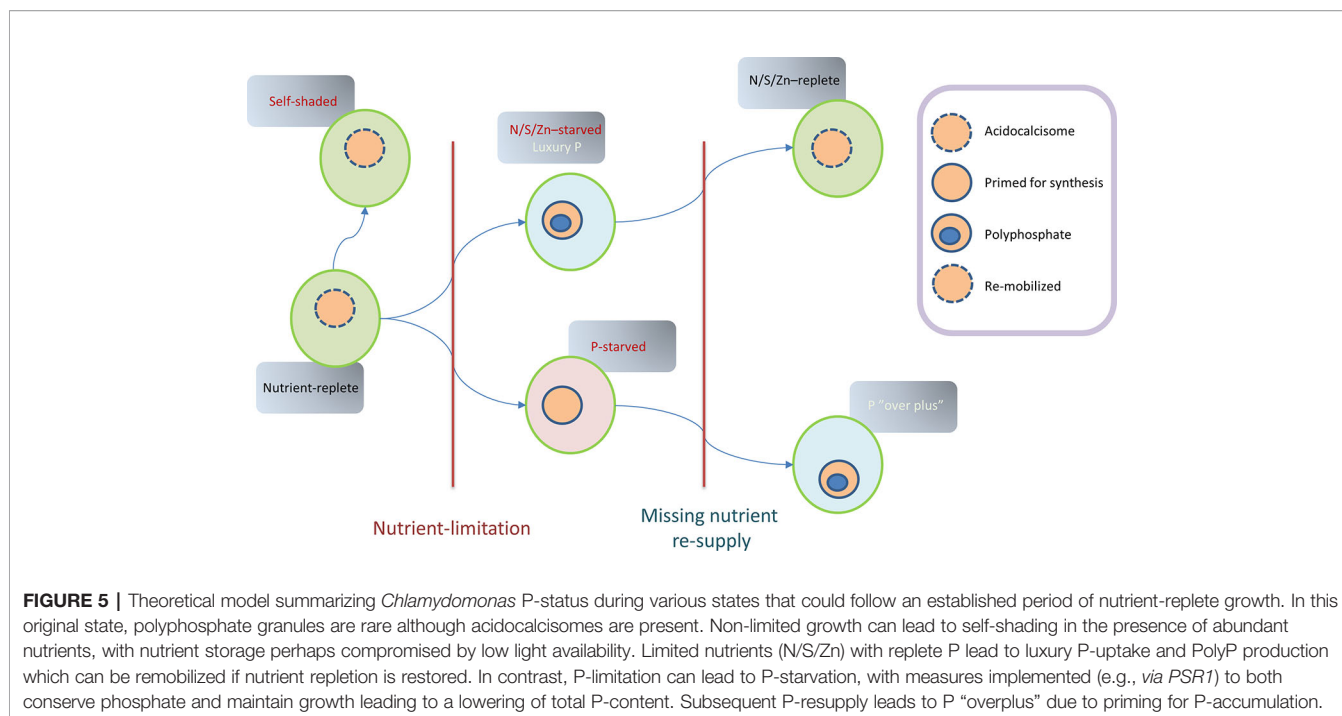 Self-shaded
N/S/Zn–starved
Luxury P
N/S/Zn–replete
Nutrient-replete
P-starved
P "over plus"
Nutrient-limitation
Missing nutrient
re-supply
Acidocalcisome
Primed for synthesis
Polyphosphate
Re-mobilized
FIGURE 5 | Theoretical model summarizing Chlamydomonas P-status during various states that could follow an established period of nutrient-replete growth. In this
original state, polyphosphate granules are rare although acidocalcisomes are present. Non-limited growth can lead to self-shading in the presence of abundant
nutrients, with nutrient storage perhaps compromised by low light availability. Limited nutrients (N/S/Zn) with replete P lead to luxury P-uptake and PolyP production
which can be remobilized if nutrient repletion is restored. In contrast, P-limitation can lead to P-starvation, with measures implemented (e.g., via PSR1) to both
conserve phosphate and maintain growth leading to a lowering of total P-content. Subsequent P-resupply leads to P “overplus” due to priming for P-accumulation.